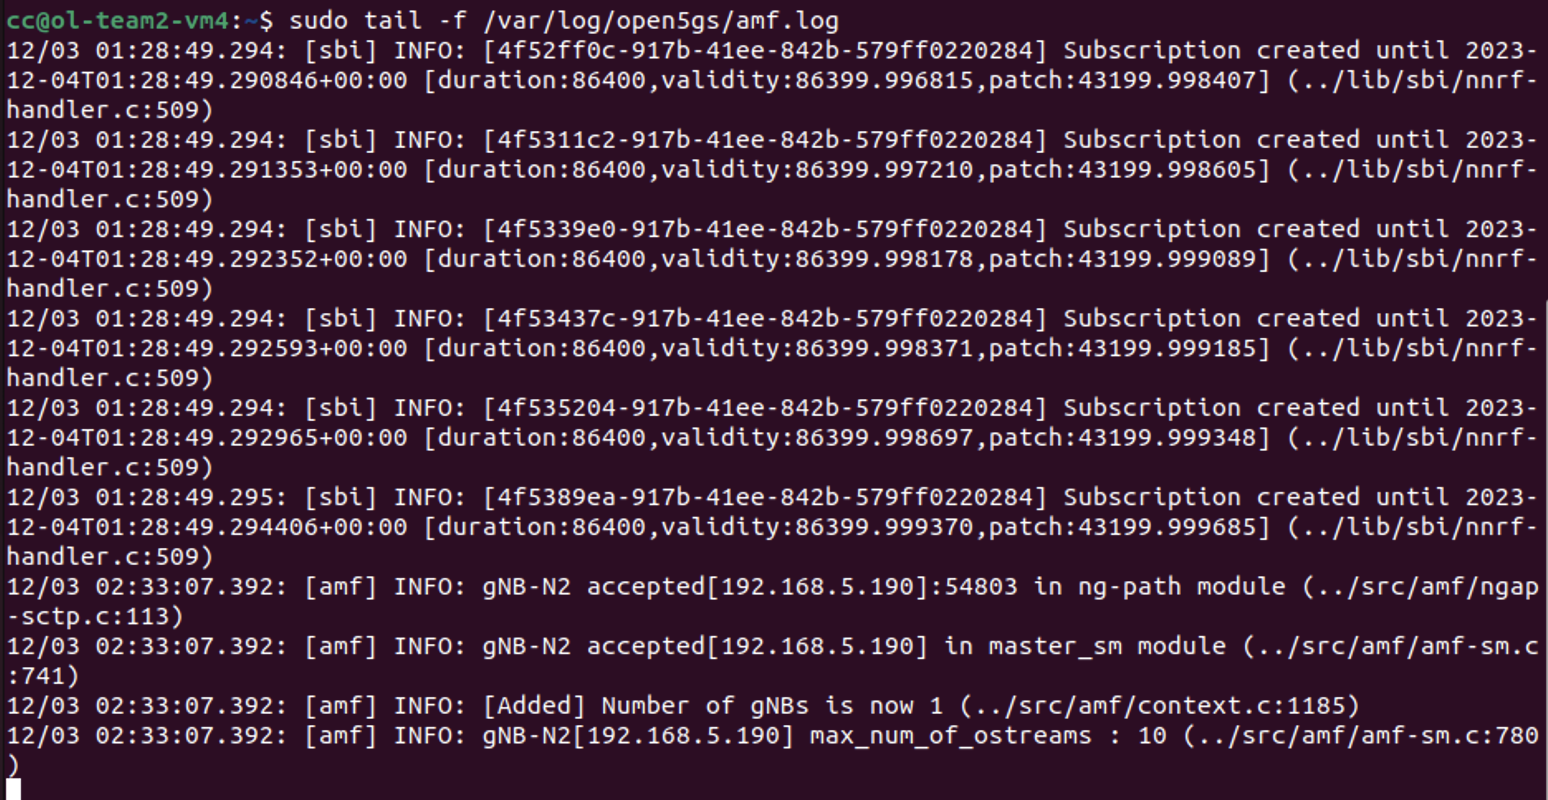 cc@ol-team2-vm4:~$ sudo tail -f /var/log/open5gs/amf.log
12/03 01:28:49.294: [sbi] INFO: [4f52ff0c-917b-41ee-842b-579ff0220284] Subscription created until 2023-
12-04T01:28:49.290846+00:00 [duration:86400,validity:86399.996815,patch:43199.998407] (../lib/sbi/nnrf-
handler.c:509)
12/03 01:28:49.294: [sbi] INFO: [4f5311c2-917b-41ee-842b-579ff0220284] Subscription created until 2023-
12-04T01:28:49.291353+00:00 [duration:86400,validity:86399.997210,patch:43199.998605] (../lib/sbi/nnrf-
handler.c:509)
12/03 01:28:49.294: [sbi] INFO: [4f5339e0-917b-41ee-842b-579ff0220284] Subscription created until 2023-
12-04T01:28:49.292352+00:00 [duration:86400,validity:86399.998178,patch:43199.999089] (../lib/sbi/nnrf-
handler.c:509)
12/03 01:28:49.294: [sbi] INFO: [4f53437c-917b-41ee-842b-579ff0220284] Subscription created until 2023-
12-04T01:28:49.292593+00:00 [duration:86400,validity:86399.998371,patch:43199.999185] (../lib/sbi/nnrf-
handler.c:509)
12/03 01:28:49.294: [sbi] INFO: [4f535204-917b-41ee-842b-579ff0220284] Subscription created until 2023-
12-04T01:28:49.292965+00:00 [duration:86400,validity:86399.998697,patch:43199.999348] (../lib/sbi/nnrf-
handler.c:509)
12/03 01:28:49.295: [sbi] INFO: [4f5389ea-917b-41ee-842b-579ff0220284] Subscription created until 2023-
12-04T01:28:49.294406+00:00 [duration:86400,validity:86399.999370,patch:43199.999685] (../lib/sbi/nnrf-
handler.c:509)
12/03 02:33:07.392: [amf] INFO: gNB-N2 accepted[192.168.5.190]:54803 in ng-path module (../src/amf/ngap
-sctp.c:113)
12/03 02:33:07.392: [amf] INFO: gNB-N2 accepted[192.168.5.190] in master_sm module (../src/amf/amf-sm.c
:741)
12/03 02:33:07.392: [amf] INFO: [Added] Number of gNBs is now 1 (../src/amf/context.c:1185)
12/03 02:33:07.392: [amf] INFO: gNB-N2[192.168.5.190] max_num_of_ostreams : 10 (../src/amf/amf-sm.c:780
)